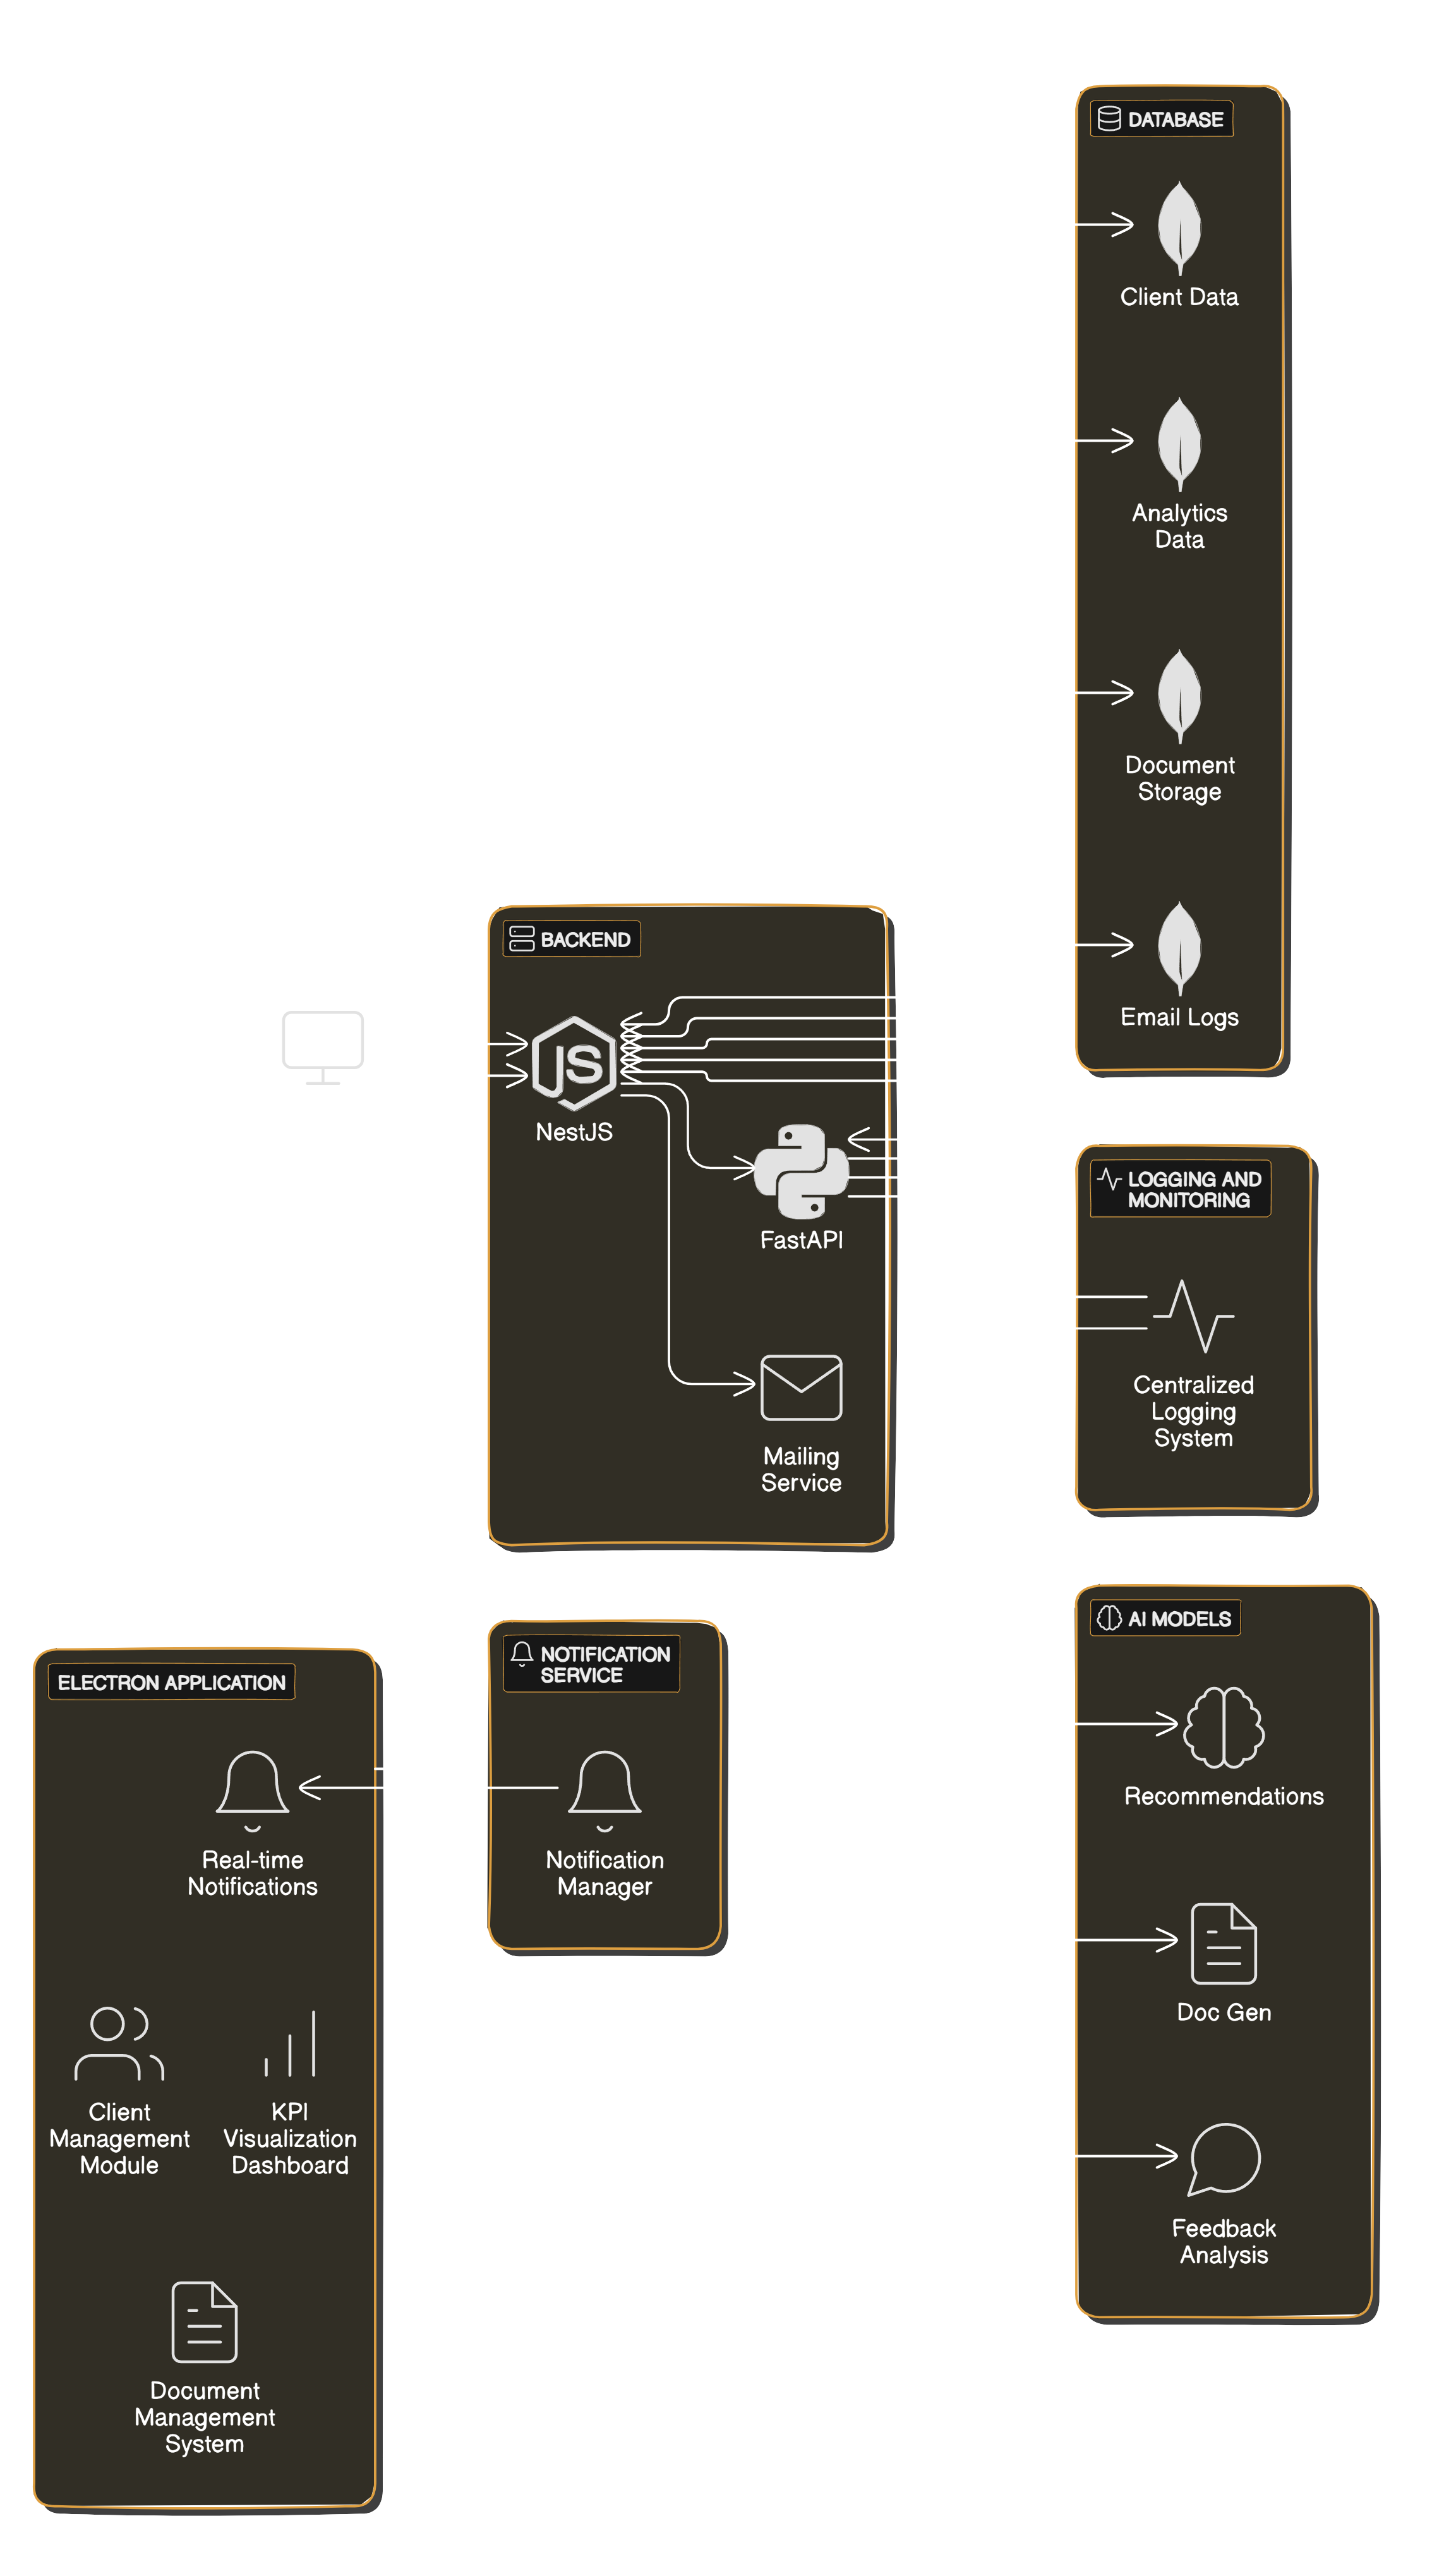 DATABASE
Client Data
Analytics
Data
Document
Storage
Email Logs
BACKEND
JS
NestJS
FastAPI
Mailing
Service
LOGGING AND
MONITORING
Centralized
Logging
System
AI MODELS
Recommendations
Doc Gen
Feedback
Analysis
NOTIFICATION
SERVICE
Notification
Manager
ELECTRON APPLICATION
Real-time
Notifications
Client
Management
Module
KPI
Visualization
Dashboard
Document
Management
System